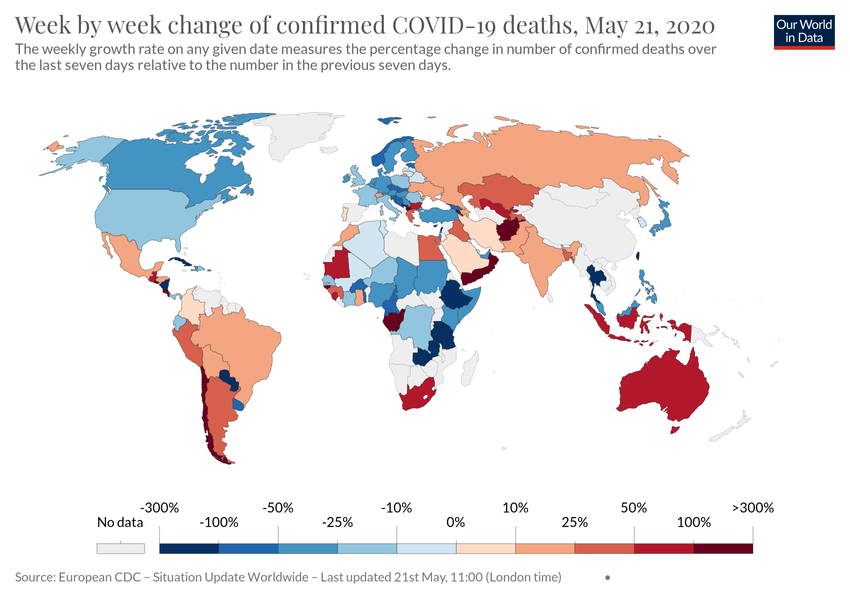 Week by week change of confirmed COVID-19 deaths, May 21, 2020
Our World
in Data
The weekly growth rate on any given date measures the percentage change in number of confirmed deaths over
the last seven days relative to the number in the previous seven days.
-300% -50% -10% 10% 50% >300%
No data -100% -25% 0% 25% 100%
Source: European CDC – Situation Update Worldwide – Last updated 21st May, 11:00 (London time)